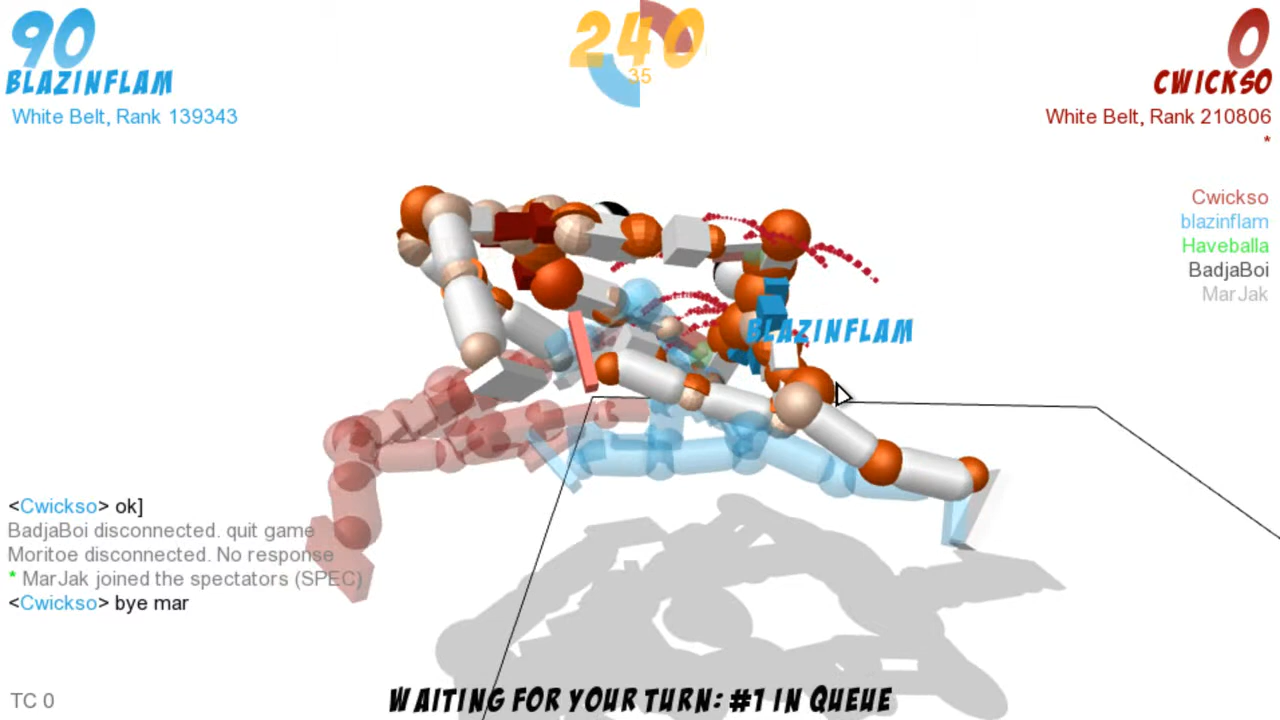 90
BLAZINFLAM
White Belt, Rank 139343
240
35
0
CWICKSO
White Belt, Rank 210806
*
Cwickso
blazinflam
Haveballa
BadjaBoi
MarJak
BLAZINFLAM
<Cwickso> ok]
BadjaBoi disconnected. quit game
Moritoe disconnected. No response
* MarJak joined the spectators (SPEC)
<Cwickso> bye mar
TC 0
WAITING FOR YOUR TURN: #1 IN QUEUE